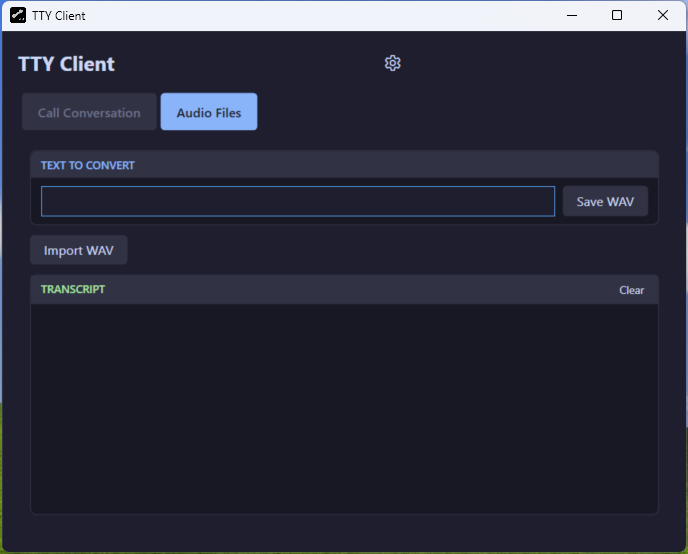 TTY Client
TTY Client
Call Conversation Audio Files
TEXT TO CONVERT
Save WAV
Import WAV
TRANSCRIPT Clear